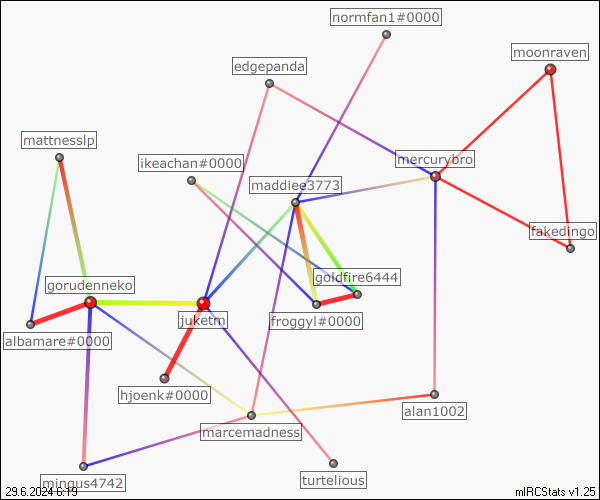 normfan1#0000
moonraven
edgepanda
mattnesslp
ikeachan#0000
mercurybro
maddiee3773
fakedingo
goldfire6444
gorudenneko
juketm
froggyl#0000
albamare#0000
hjoenk#0000
alan1002
marcemadness
mingus4742
turtelious
29.6.2024 6:19
mIRCStats v1.25